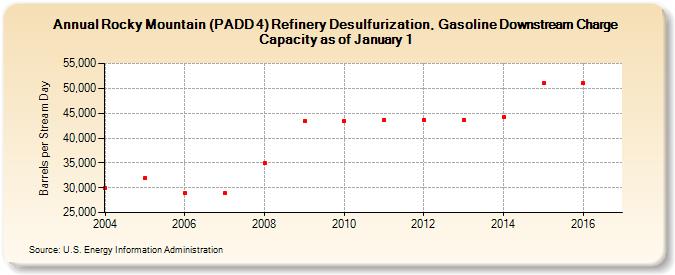 Annual Rocky Mountain (PADD 4) Refinery Desulfurization, Gasoline Downstream Charge
Capacity as of January 1
Barrels per Stream Day
55,000
50,000
45,000
40,000
35,000
30,000
25,000
2004 2006 2008 2010 2012 2014 2016
Source: U.S. Energy Information Administration